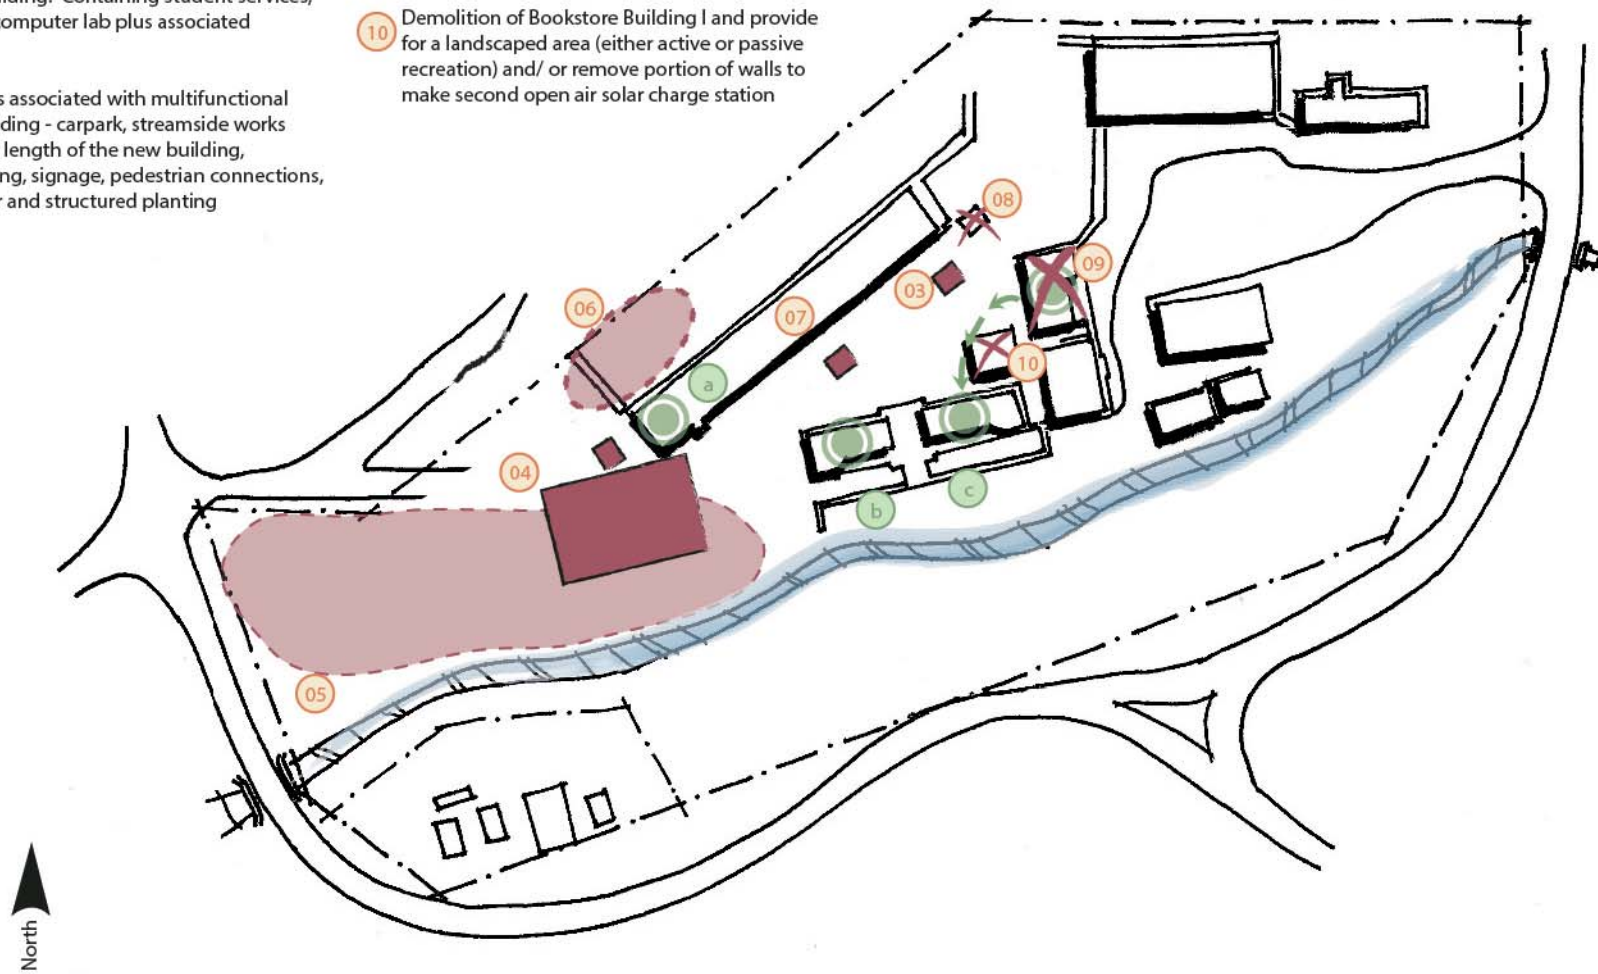 omputer lab plus associated
s associated with multifunctional
ding - carpark, streamside works
length of the new building,
ng, signage, pedestrian connections,
r and structured planting
10
Demolition of Bookstore Building I and provide
for a landscaped area (either active or passive
recreation) and/ or remove portion of walls to
make second open air solar charge station
08
09
03
06
07
10
a
04
c
b
05
North